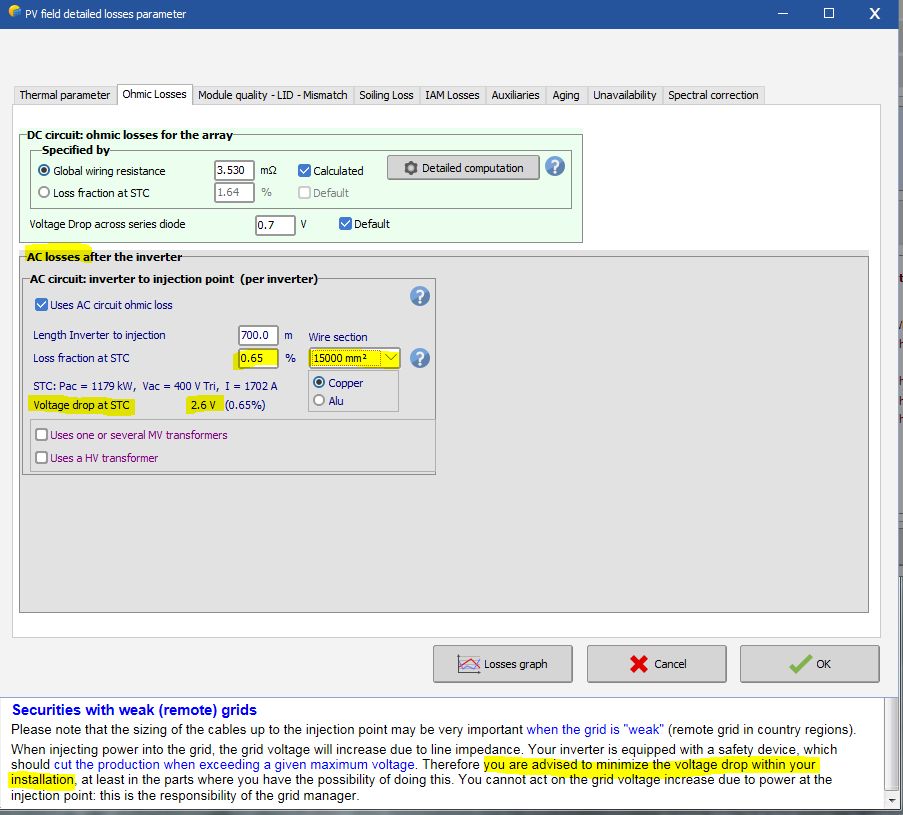 PV field detailed losses parameter
Thermal parameter Ohmic Losses Module quality - LID - Mismatch Soiling Loss IAM Losses Auxiliaries Aging Unavailability Spectral correction
DC circuit: ohmic losses for the array
Specified by
Global wiring resistance 3.530 mΩ Calculated Detailed computation ?
Loss fraction at STC 1.64 % Default
Voltage Drop across series diode 0.7 V Default
AC losses after the inverter
AC circuit: inverter to injection point (per inverter)
Uses AC circuit ohmic loss ?
Length Inverter to injection 700.0 m Wire section
Loss fraction at STC 0.65 % 15000 mm² ?
STC: Pac = 1179 kW, Vac = 400 V Tri, I = 1702 A Copper
Voltage drop at STC 2.6 V (0.65%) Alu
Uses one or several MV transformers
Uses a HV transformer
Losses graph Cancel OK
Securities with weak (remote) grids
Please note that the sizing of the cables up to the injection point may be very important when the grid is "weak" (remote grid in country regions).
When injecting power into the grid, the grid voltage will increase due to line impedance. Your inverter is equipped with a safety device, which
should cut the production when exceeding a given maximum voltage. Therefore you are advised to minimize the voltage drop within your
installation, at least in the parts where you have the possibility of doing this. You cannot act on the grid voltage increase due to power at the
injection point: this is the responsibility of the grid manager.